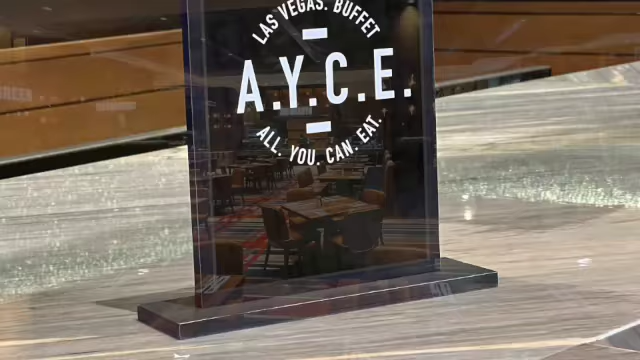 LAS VEGAS. BUFFET
A.Y.C.E.
ALL. YOU. CAN. EAT.